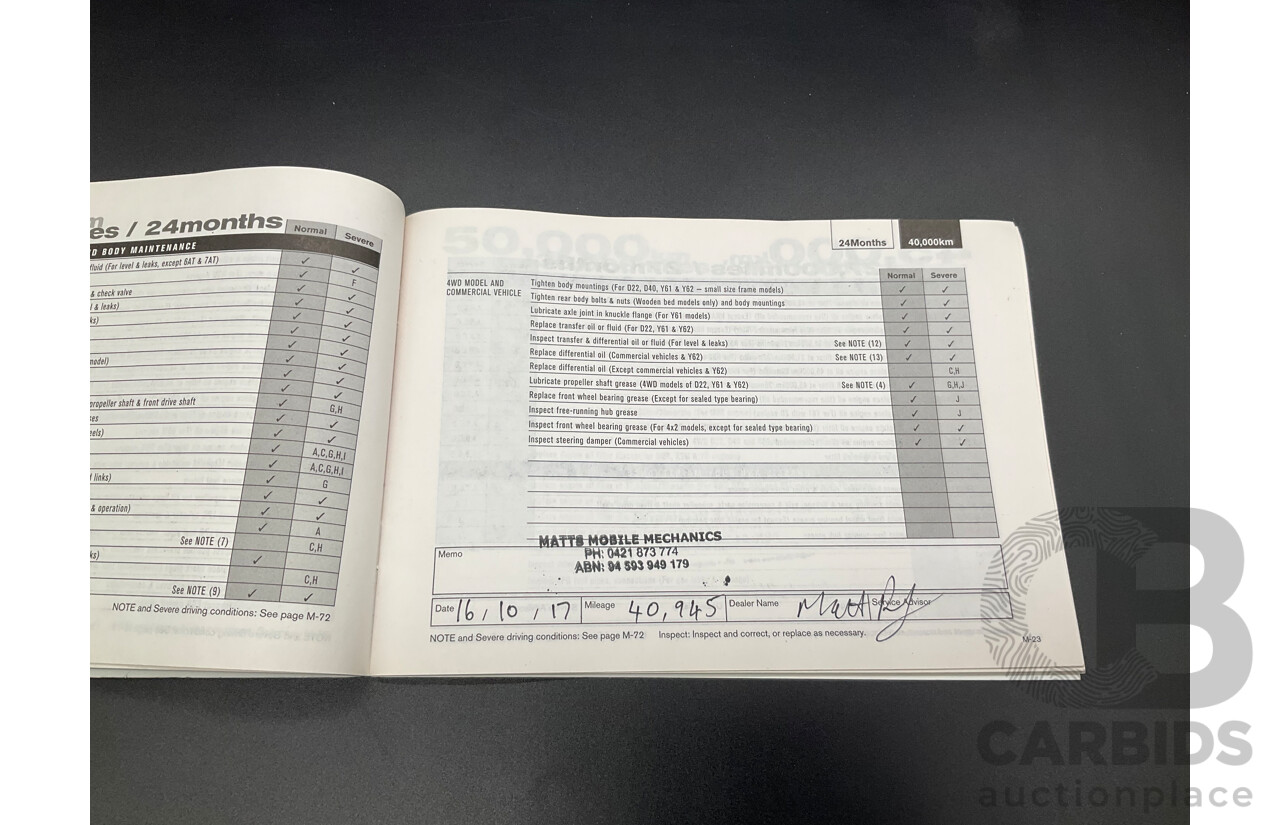 es / 24months
Normal Severe
D BODY MAINTENANCE
fluid (For level & leaks, except 6AT & 7AT) ✓ ✓
✓ F
& check valve ✓ ✓
l & leaks) ✓ ✓
ks) ✓ ✓
✓ ✓
✓ ✓
model) ✓ ✓
✓ ✓
✓ ✓
propeller shaft & front drive shaft ✓ G,H
ses ✓ ✓
eels) ✓ ✓
✓ A,C,G,H,I
✓ A,C,G,H,I
f links) ✓ G
✓ ✓
& operation) ✓ ✓
✓ A
See NOTE (7) C,H
ks) ✓
C,H
See NOTE (9) ✓ ✓
NOTE and Severe driving conditions: See page M-72
24Months 40,000km
Normal Severe
4WD MODEL AND
COMMERCIAL VEHICLE
Tighten body mountings (For D22, D40, Y61 & Y62 – small size frame models) ✓ ✓
Tighten rear body bolts & nuts (Wooden bed models only) and body mountings ✓ ✓
Lubricate axle joint in knuckle flange (For Y61 models) ✓ ✓
Replace transfer oil or fluid (For D22, Y61 & Y62) ✓ ✓
Inspect transfer & differential oil or fluid (For level & leaks) See NOTE (12) ✓ ✓
Replace differential oil (Commercial vehicles & Y62) See NOTE (13) ✓ ✓
Replace differential oil (Except commercial vehicles & Y62) C,H
Lubricate propeller shaft grease (4WD models of D22, Y61 & Y62) See NOTE (4) ✓ G,H,J
Replace front wheel bearing grease (Except for sealed type bearing) ✓ J
Inspect free-running hub grease ✓ J
Inspect front wheel bearing grease (For 4x2 models, except for sealed type bearing) ✓ ✓
Inspect steering damper (Commercial vehicles) ✓ ✓
Memo
MATTS MOBILE MECHANICS
PH: 0421 873 774
ABN: 94 593 949 179
Date 16/10/17 Mileage 40,945 Dealer Name Service Advisor
NOTE and Severe driving conditions: See page M-72 Inspect: Inspect and correct, or replace as necessary.
M-23
CB
CARBIDS
auctionplace